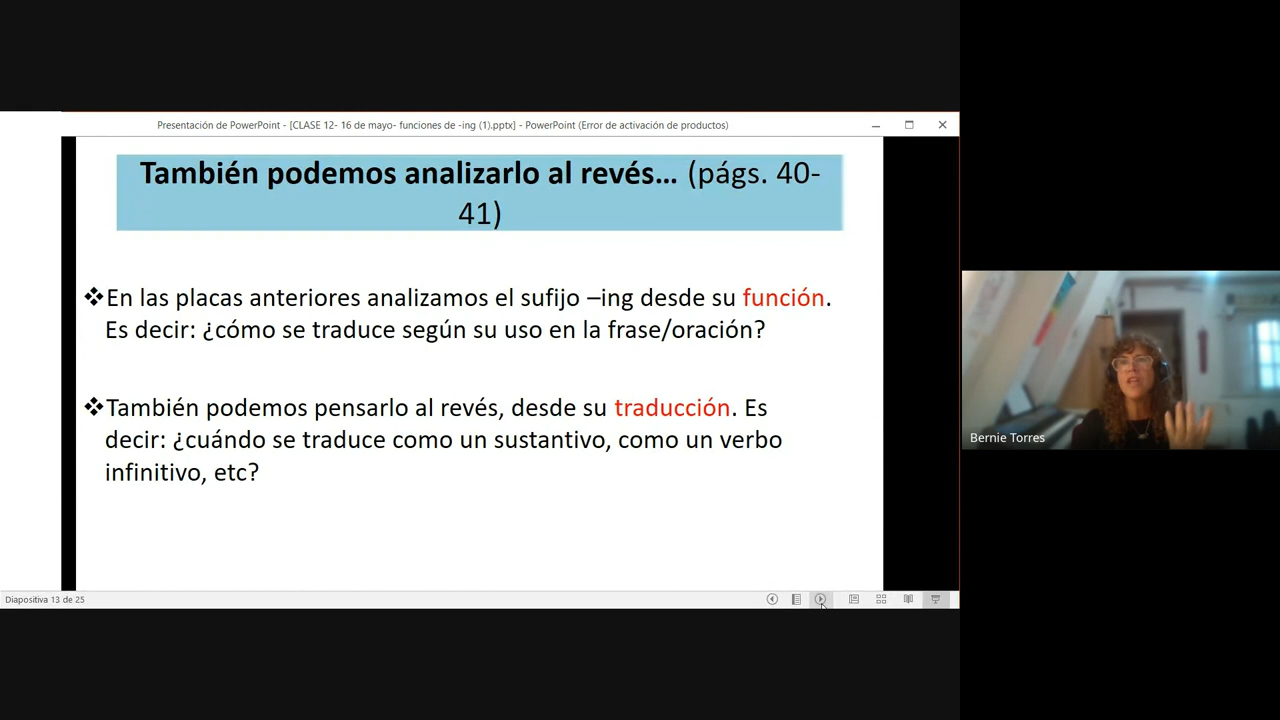 Presentación de PowerPoint - [CLASE 12- 16 de mayo- funciones de -ing (1).pptx] - PowerPoint (Error de activación de productos)
También podemos analizarlo al revés... (págs. 40-
41)
❖En las placas anteriores analizamos el sufijo –ing desde su función.
Es decir: ¿cómo se traduce según su uso en la frase/oración?
❖También podemos pensarlo al revés, desde su traducción. Es
decir: ¿cuándo se traduce como un sustantivo, como un verbo
infinitivo, etc?
Bernie Torres
Diapositiva 13 de 25